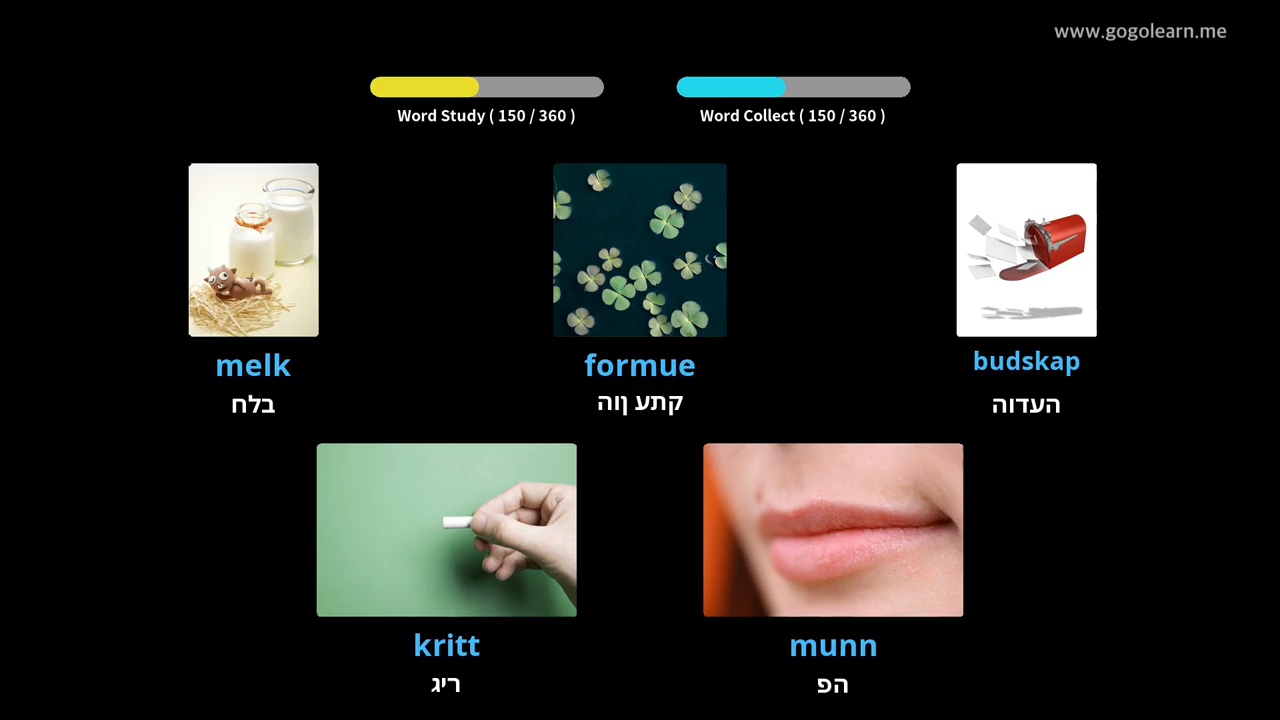 www.gogolearn.me
Word Study ( 150 / 360 )
Word Collect ( 150 / 360 )
melk
בלח
formue
קתע ןוה
budskap
העדוה
kritt
ריג
munn
הפ